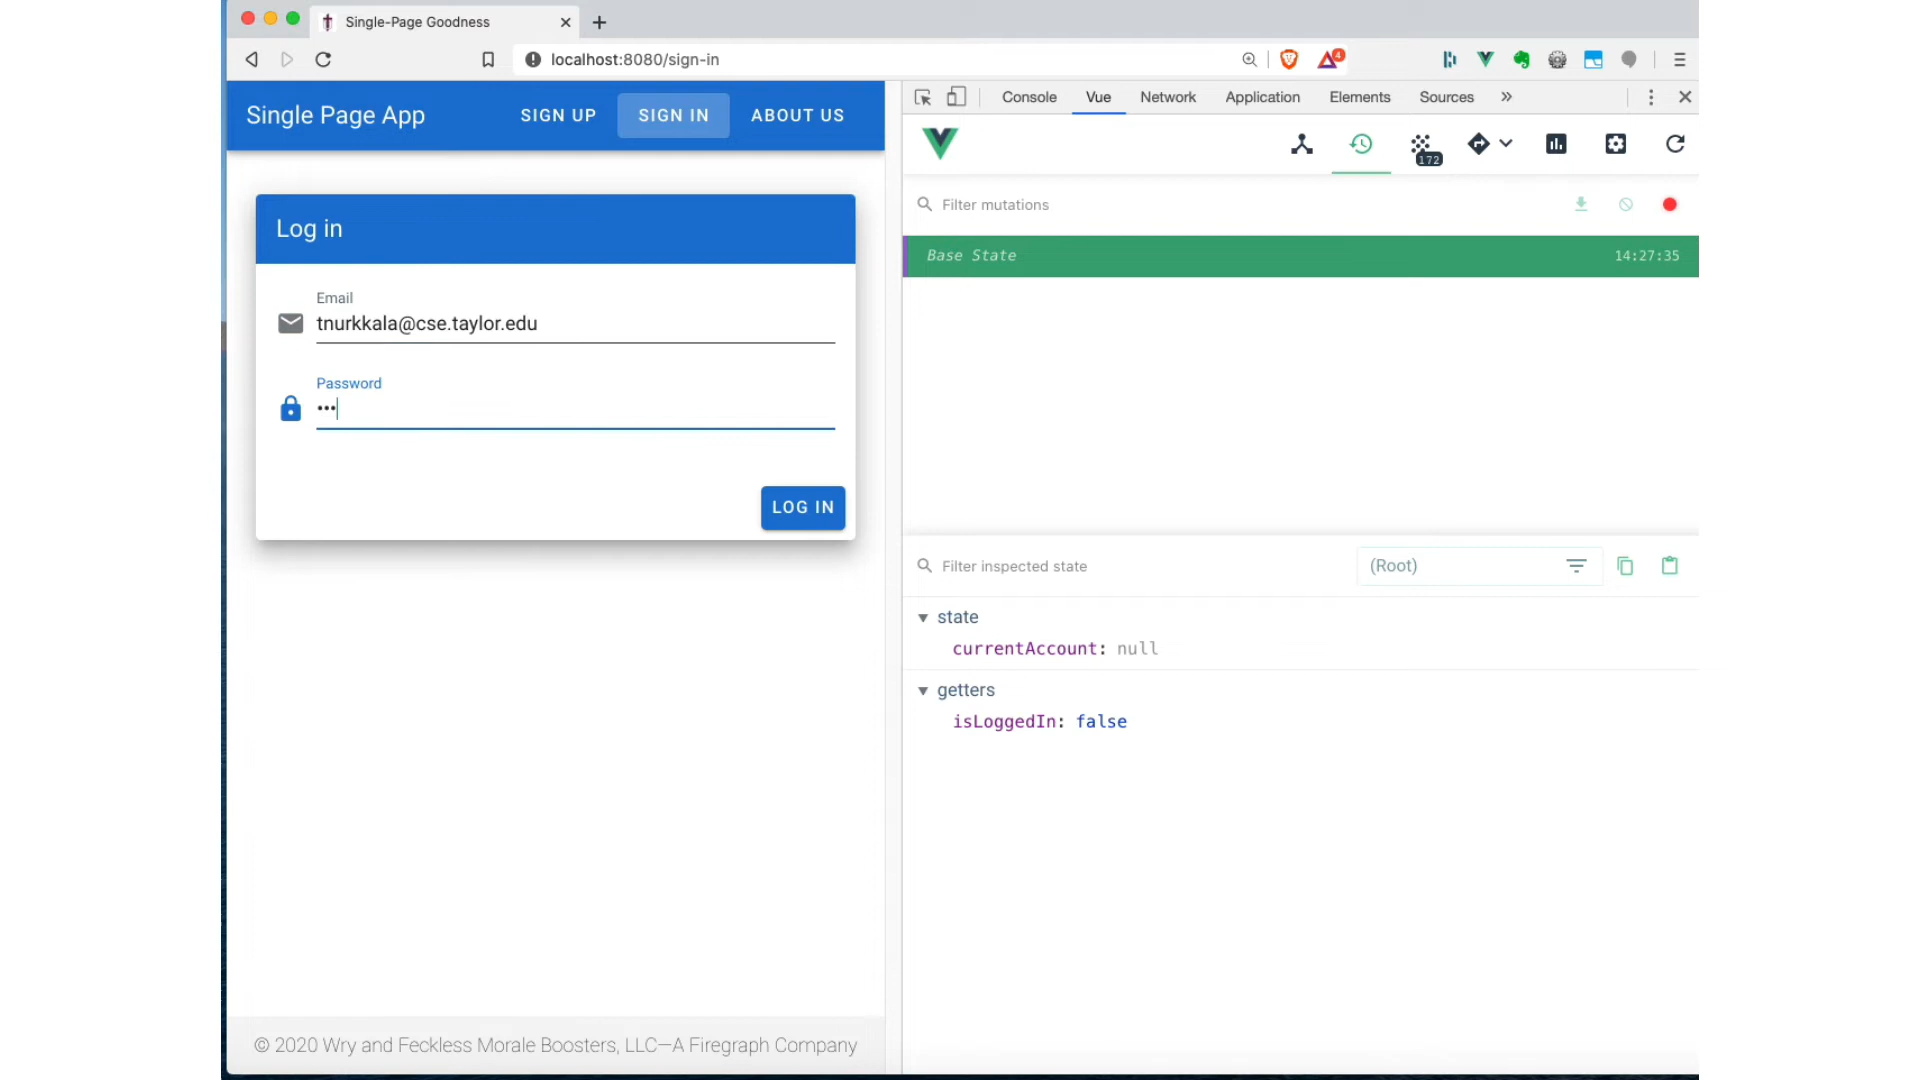 Single-Page Goodness
localhost:8080/sign-in
4
Single Page App
SIGN UP
SIGN IN
ABOUT US
Log in
Email
tnurkkala@cse.taylor.edu
Password
•••
LOG IN
© 2020 Wry and Feckless Morale Boosters, LLC—A Firegraph Company
Console Vue Network Application Elements Sources »
172
Filter mutations
Base State 14:27:35
Filter inspected state (Root)
state
currentAccount: null
getters
isLoggedIn: false